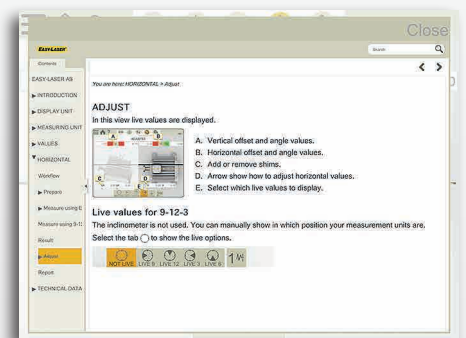 Close
EASY-LASER
Search
Contents
EASY-LASER AB
INTRODUCTION
DISPLAY UNIT
MEASURING UNIT
VALUES
HORIZONTAL
Workflow
Prepare
Measure using E
Measure using 9-1
Result
Adjust
Report
TECHNICAL DATA
You are here: HORIZONTAL > Adjust
ADJUST
In this view live values are displayed.
A
B
C
D
E
A. Vertical offset and angle values.
B. Horizontal offset and angle values.
C. Add or remove shims.
D. Arrow show how to adjust horizontal values.
E. Select which live values to display.
Live values for 9-12-3
The inclinometer is not used. You can manually show in which position your measurement units are.
Select the tab to show the live options.
NOT LIVE LIVE 9 LIVE 12 LIVE 3 LIVE 6